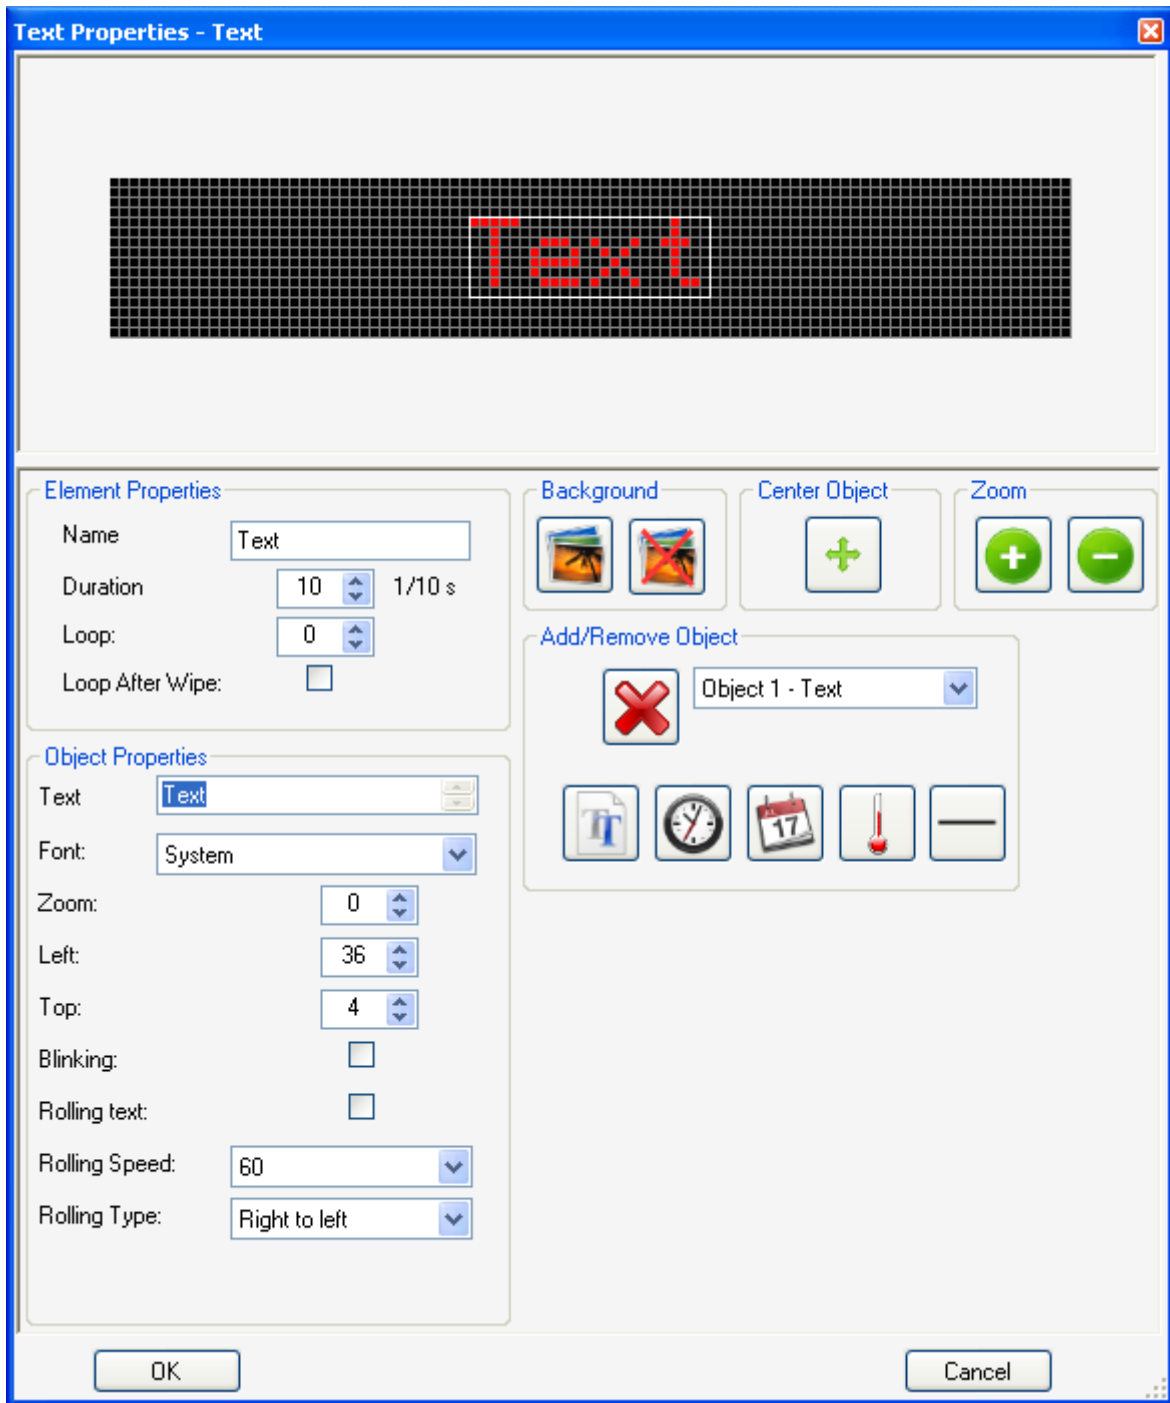 Text Properties - Text
Text
Element Properties
Name Text
Duration 10 1/10 s
Loop: 0
Loop After Wipe:
Background
Center Object
Zoom
Add/Remove Object
Object 1 - Text
17
Object Properties
Text Text
Font: System
Zoom: 0
Left: 36
Top: 4
Blinking:
Rolling text:
Rolling Speed: 60
Rolling Type: Right to left
OK
Cancel